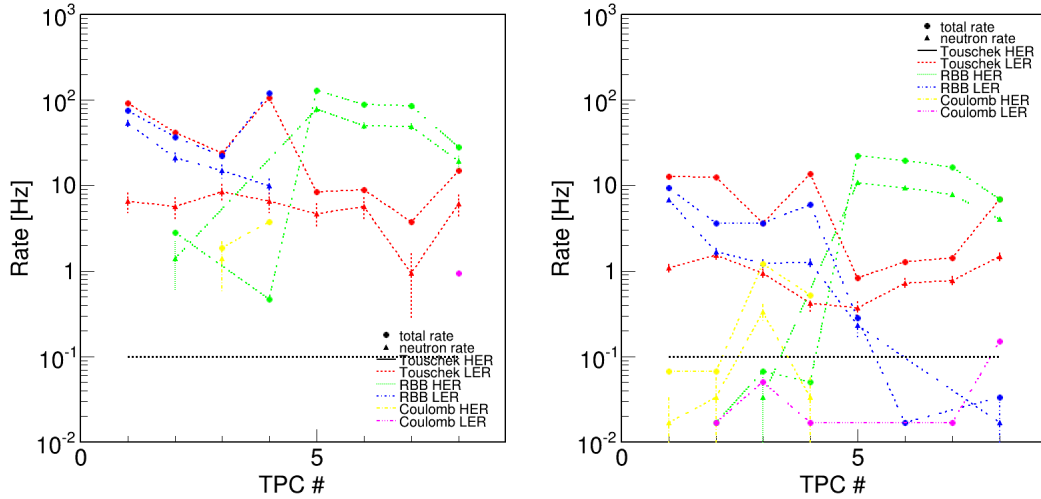 10³
10²
10
1
10⁻¹
10⁻²
Rate [Hz]
0
5
TPC #
total rate
neutron rate
Touschek HER
Touschek LER
RBB HER
RBB LER
Coulomb HER
Coulomb LER
10³
10²
10
1
10⁻¹
10⁻²
Rate [Hz]
0
5
TPC #
total rate
neutron rate
Touschek HER
Touschek LER
RBB HER
RBB LER
Coulomb HER
Coulomb LER